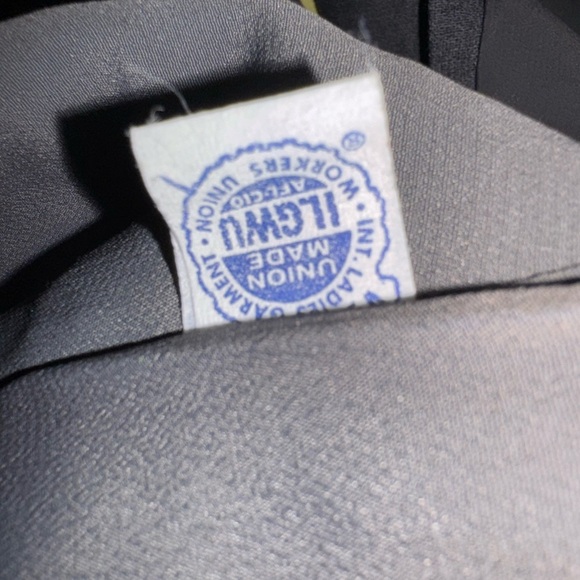 ®
INT. LADIES GARMENT WORKERS UNION
UNION
MADE
ILGWU
AFL-CIO